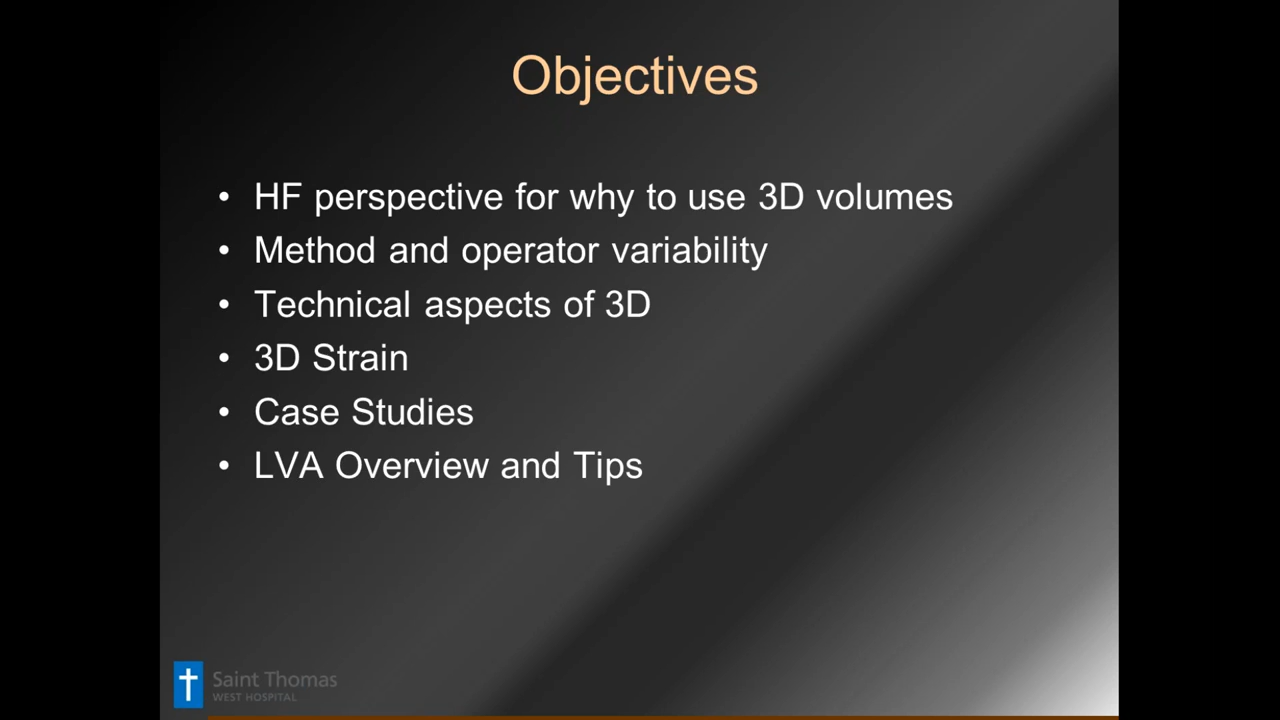 Objectives
• HF perspective for why to use 3D volumes
• Method and operator variability
• Technical aspects of 3D
• 3D Strain
• Case Studies
• LVA Overview and Tips
Saint Thomas
WEST HOSPITAL